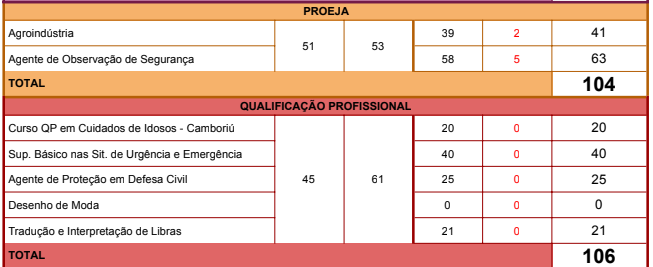 PROEJA
Agroindústria 51 53 39 2 41
Agente de Observação de Segurança 58 5 63
TOTAL 104
QUALIFICAÇÃO PROFISSIONAL
Curso QP em Cuidados de Idosos - Camboriú 20 0 20
Sup. Básico nas Sit. de Urgência e Emergência 40 0 40
Agente de Proteção em Defesa Civil 45 61 25 0 25
Desenho de Moda 0 0 0
Tradução e Interpretação de Libras 21 0 21
TOTAL 106